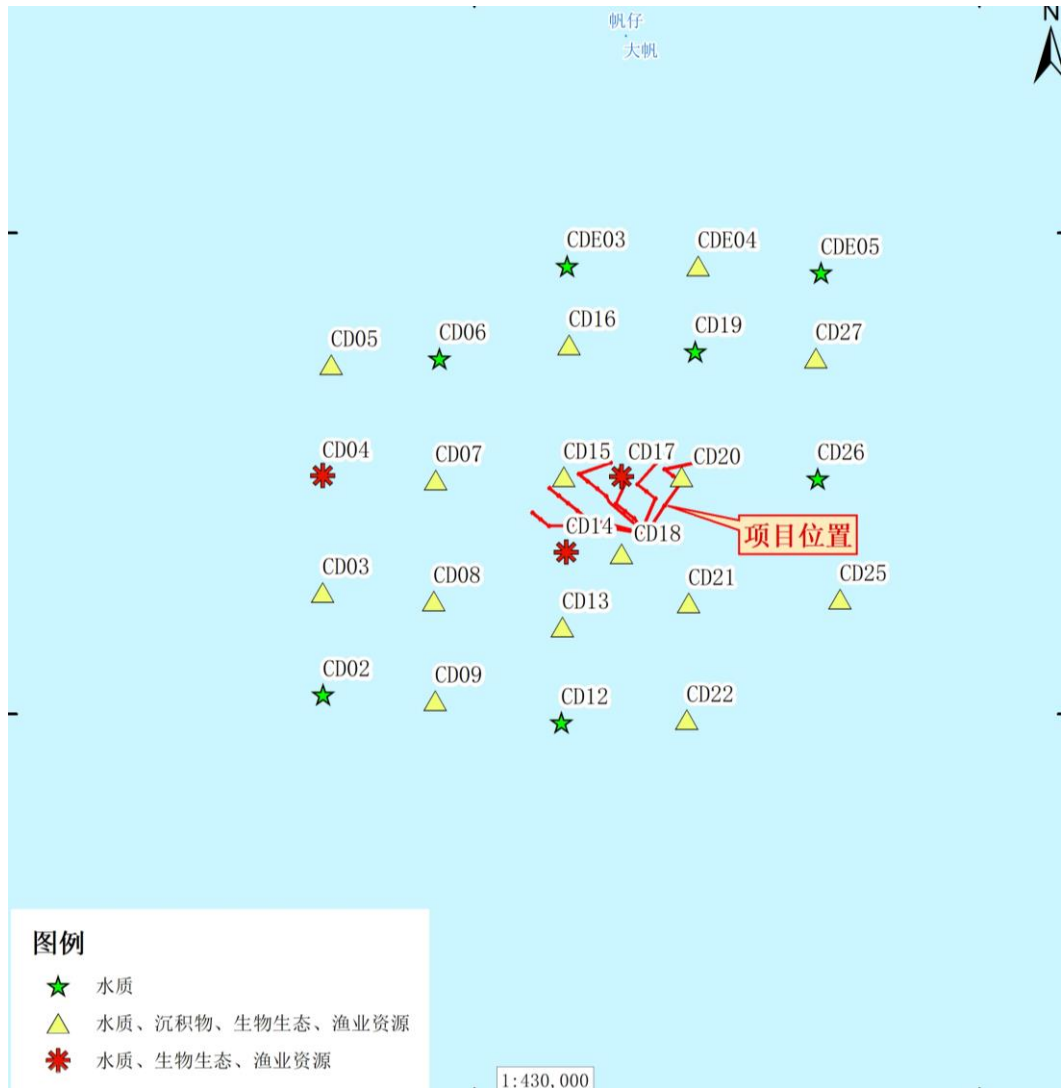 N
帆仔
大帆
CDE03
CDE04
CDE05
CD05
CD06
CD16
CD19
CD27
CD04
CD07
CD15
CD17
CD20
CD26
项目位置
CD14
CD18
CD03
CD08
CD13
CD21
CD25
CD02
CD09
CD12
CD22
图例
水质
水质、沉积物、生物生态、渔业资源
水质、生物生态、渔业资源
1:430,000